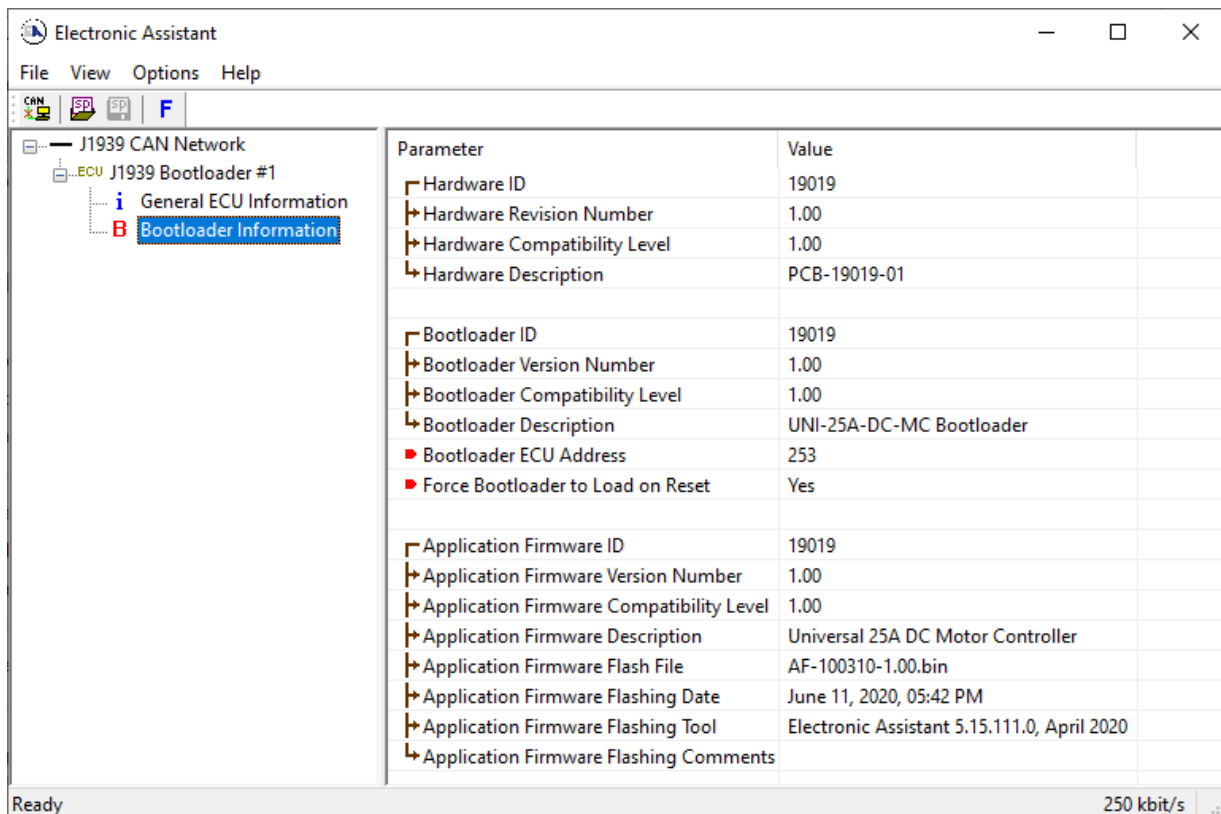 Electronic Assistant
File View Options Help
CAN SP SP F
J1939 CAN Network
ECU J1939 Bootloader #1
i General ECU Information
B Bootloader Information
Parameter Value
Hardware ID 19019
Hardware Revision Number 1.00
Hardware Compatibility Level 1.00
Hardware Description PCB-19019-01
Bootloader ID 19019
Bootloader Version Number 1.00
Bootloader Compatibility Level 1.00
Bootloader Description UNI-25A-DC-MC Bootloader
Bootloader ECU Address 253
Force Bootloader to Load on Reset Yes
Application Firmware ID 19019
Application Firmware Version Number 1.00
Application Firmware Compatibility Level 1.00
Application Firmware Description Universal 25A DC Motor Controller
Application Firmware Flash File AF-100310-1.00.bin
Application Firmware Flashing Date June 11, 2020, 05:42 PM
Application Firmware Flashing Tool Electronic Assistant 5.15.111.0, April 2020
Application Firmware Flashing Comments
Ready 250 kbit/s